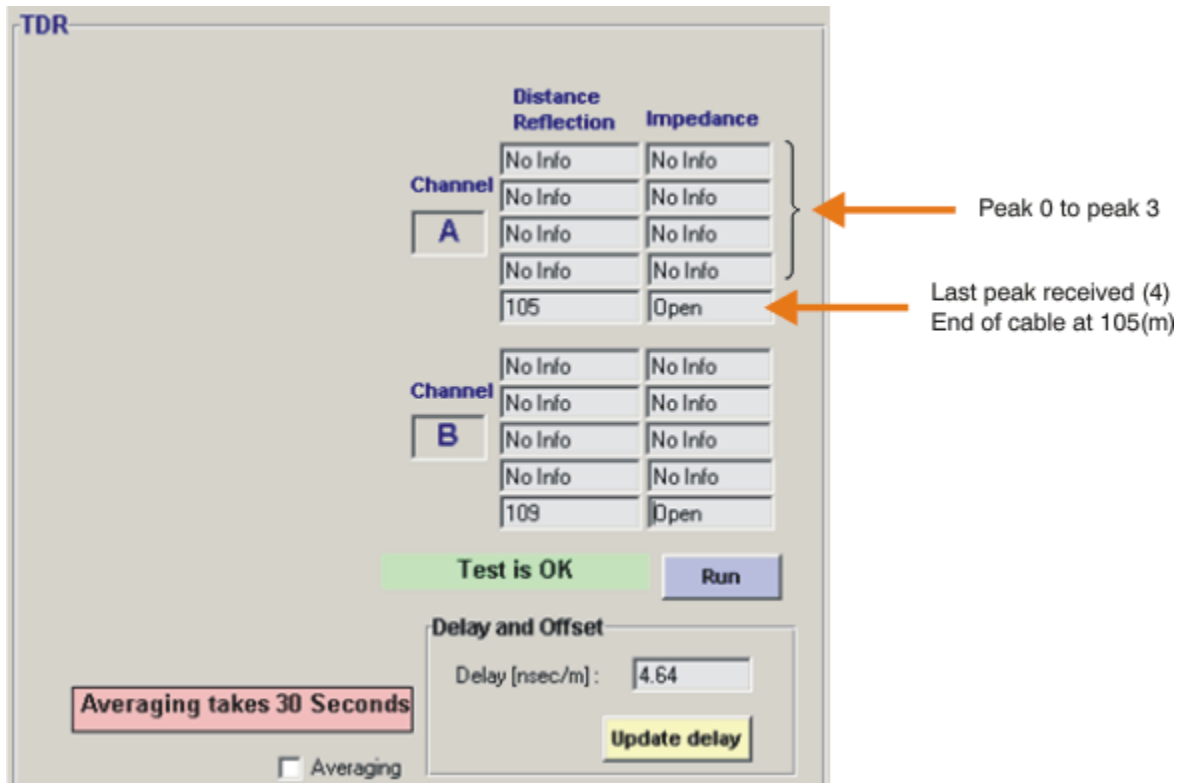 TDR
Distance
Reflection
Impedance
No Info No Info
Channel
No Info No Info
A
No Info No Info
No Info No Info
105 Open
Peak 0 to peak 3
Last peak received (4)
End of cable at 105(m)
No Info No Info
Channel
No Info No Info
B
No Info No Info
No Info No Info
109 Open
Test is OK
Run
Delay and Offset
Delay [nsec/m] : 4.64
Averaging takes 30 Seconds
Update delay
Averaging